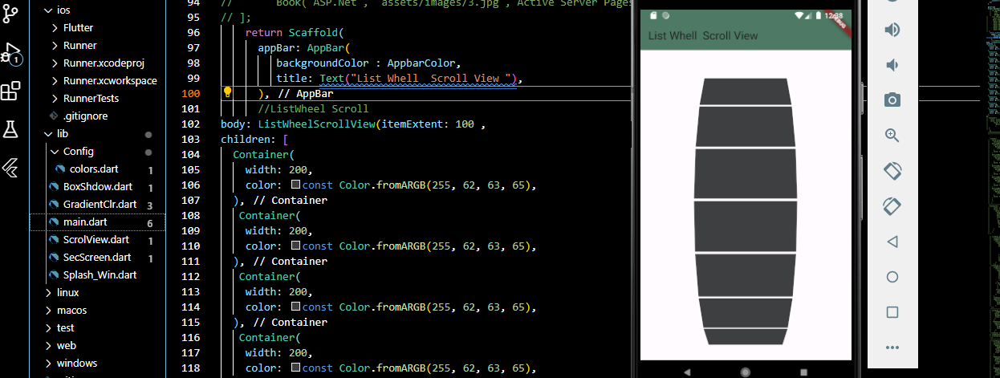 ios
Flutter
Runner
Runner.xcodeproj
Runner.xcworkspace
RunnerTests
.gitignore
lib
Config
colors.dart 1
BoxShdow.dart 1
GradientClr.dart 3
main.dart 6
ScrolView.dart 1
SecScreen.dart 1
Splash_Win.dart
linux
macos
test
web
windows
1
94 // Book( ASP.Net , assets/images/3.jpg , Active Server Pages
95 // ];
96 return Scaffold(
97 appBar: AppBar(
98 backgroundColor : AppbarColor,
99 title: Text("List Whell  Scroll View "),
100 ), // AppBar
101 //ListWheel Scroll
102 body: ListWheelScrollView(itemExtent: 100 ,
103 children: [
104 Container(
105 width: 200,
106 color: const Color.fromARGB(255, 62, 63, 65),
107 ), // Container
108 Container(
109 width: 200,
110 color: const Color.fromARGB(255, 62, 63, 65),
111 ), // Container
112 Container(
113 width: 200,
114 color: const Color.fromARGB(255, 62, 63, 65),
115 ), // Container
116 Container(
117 width: 200,
118 color: const Color.fromARGB(255, 62, 63, 65),
List Whell  Scroll View